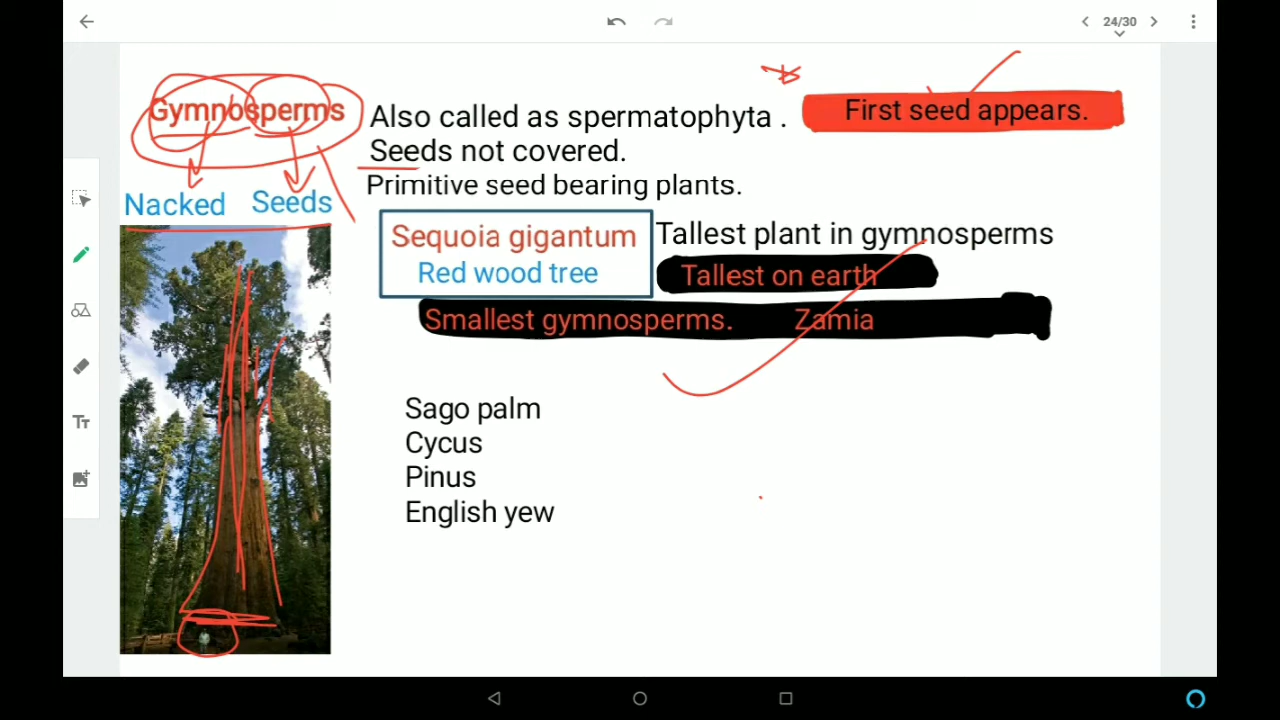 24/30
Gymnosperms
Also called as spermatophyta .
First seed appears.
Seeds not covered.
Nacked Seeds
Primitive seed bearing plants.
Sequoia gigantum
Red wood tree
Tallest plant in gymnosperms
Tallest on earth
Smallest gymnosperms. Zamia
Sago palm
Cycus
Pinus
English yew
Tт